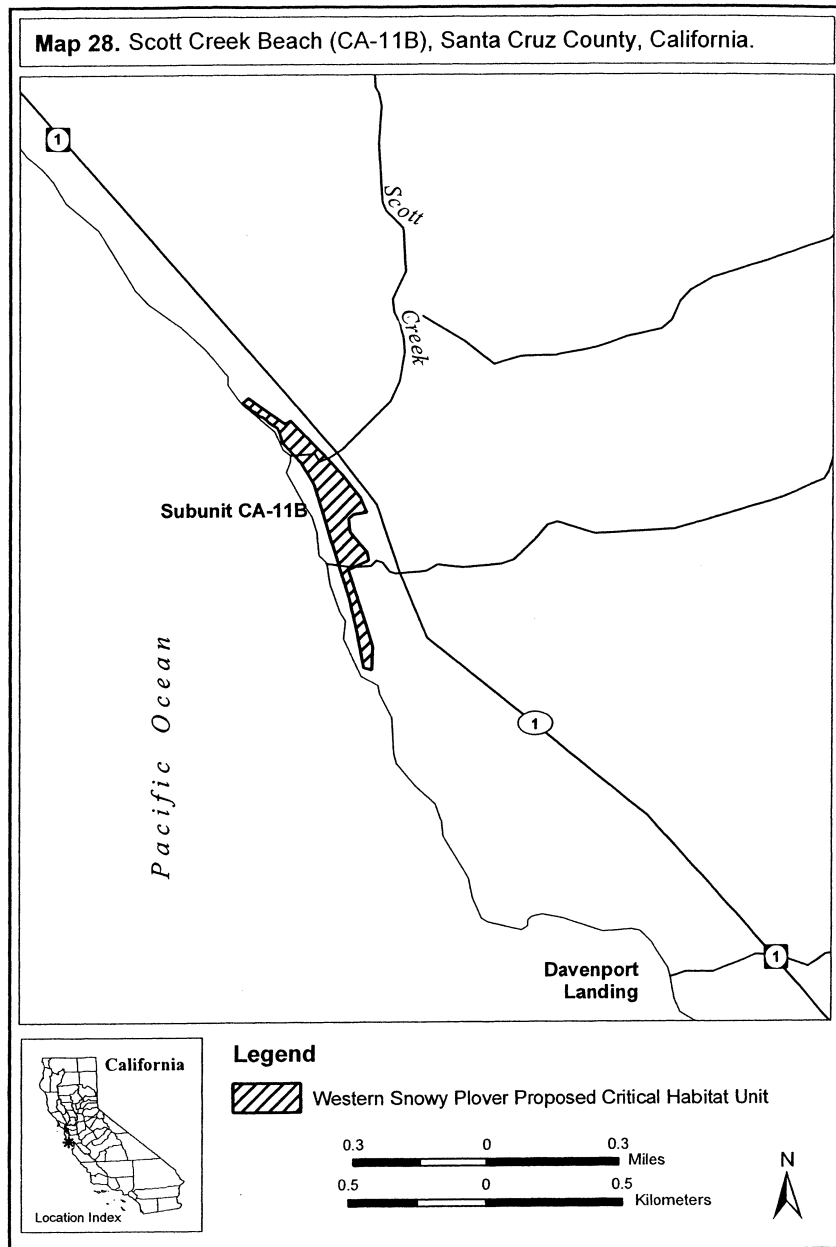 Map 28. Scott Creek Beach (CA-11B), Santa Cruz County, California.
1
Scott
Creek
Subunit CA-11B
Pacific Ocean
1
1
Davenport
Landing
California
Location Index
Legend
Western Snowy Plover Proposed Critical Habitat Unit
0.3 0 0.3 Miles
0.5 0 0.5 Kilometers
N